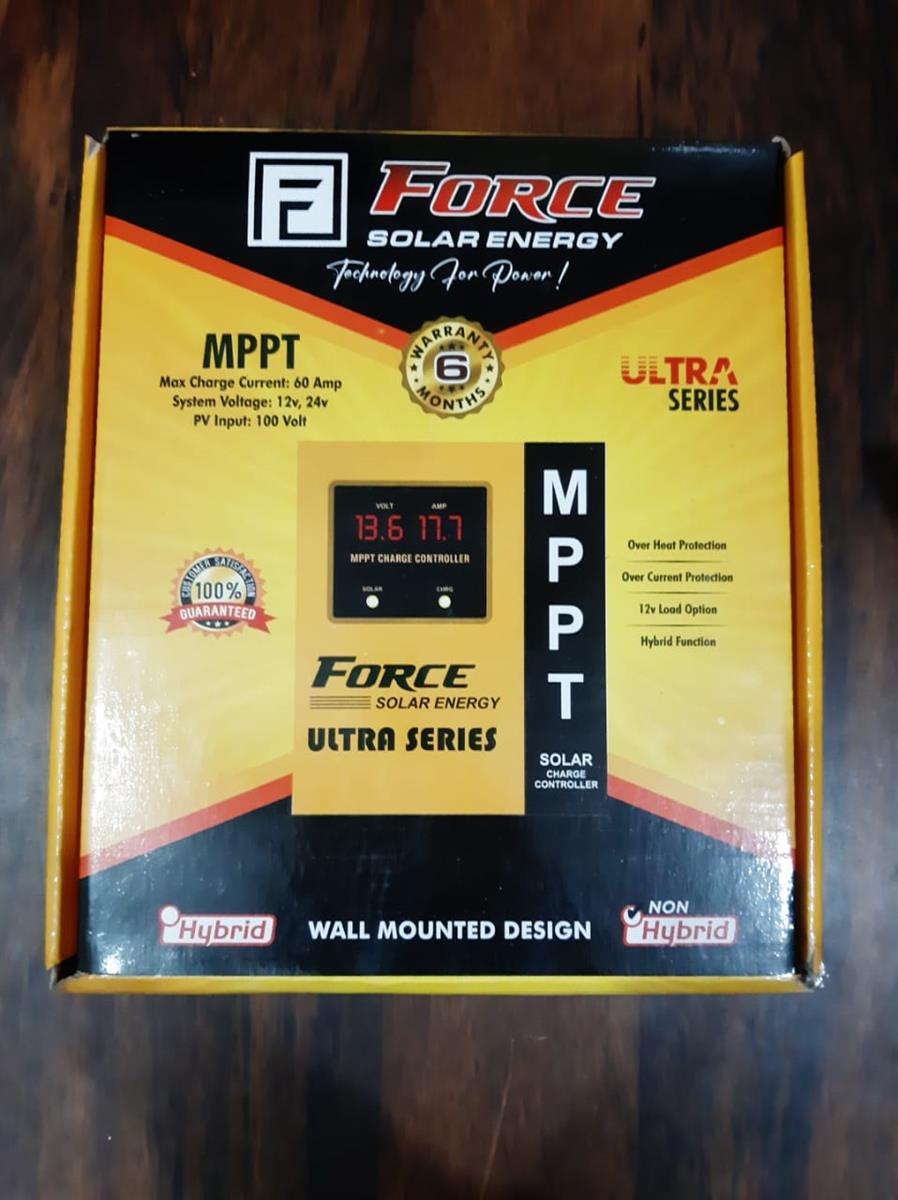 F
FORCE
SOLAR ENERGY
Technology For Power!
MPPT
Max Charge Current: 60 Amp
System Voltage: 12v, 24v
PV Input: 100 Volt
WARRANTY
6
MONTHS
ULTRA
SERIES
VOLT AMP
13.6 17.7
MPPT CHARGE CONTROLLER
SOLAR CHRG
FORCE
SOLAR ENERGY
ULTRA SERIES
M
P
P
T
SOLAR
CHARGE
CONTROLLER
CUSTOMER SATISFACTION
100%
GUARANTEED
Over Heat Protection
Over Current Protection
12v Load Option
Hybrid Function
Hybrid
WALL MOUNTED DESIGN
NON
Hybrid